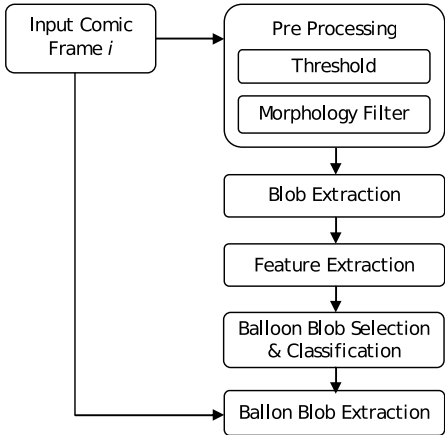 Input Comic
Frame i
Pre Processing
Threshold
Morphology Filter
Blob Extraction
Feature Extraction
Balloon Blob Selection
& Classification
Ballon Blob Extraction